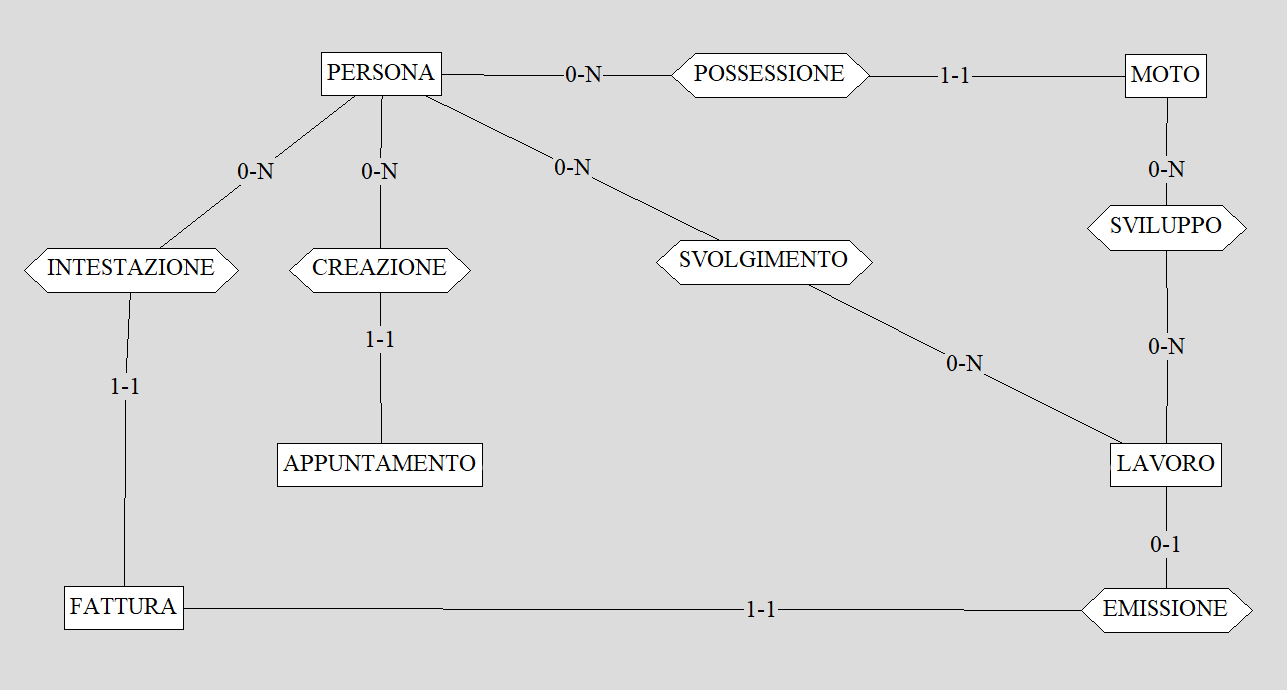 PERSONA
0-N
POSSESSIONE
1-1
MOTO
0-N
0-N
0-N
0-N
SVILUPPO
INTESTAZIONE
CREAZIONE
SVOLGIMENTO
1-1
0-N
0-N
1-1
APPUNTAMENTO
LAVORO
0-1
FATTURA
1-1
EMISSIONE